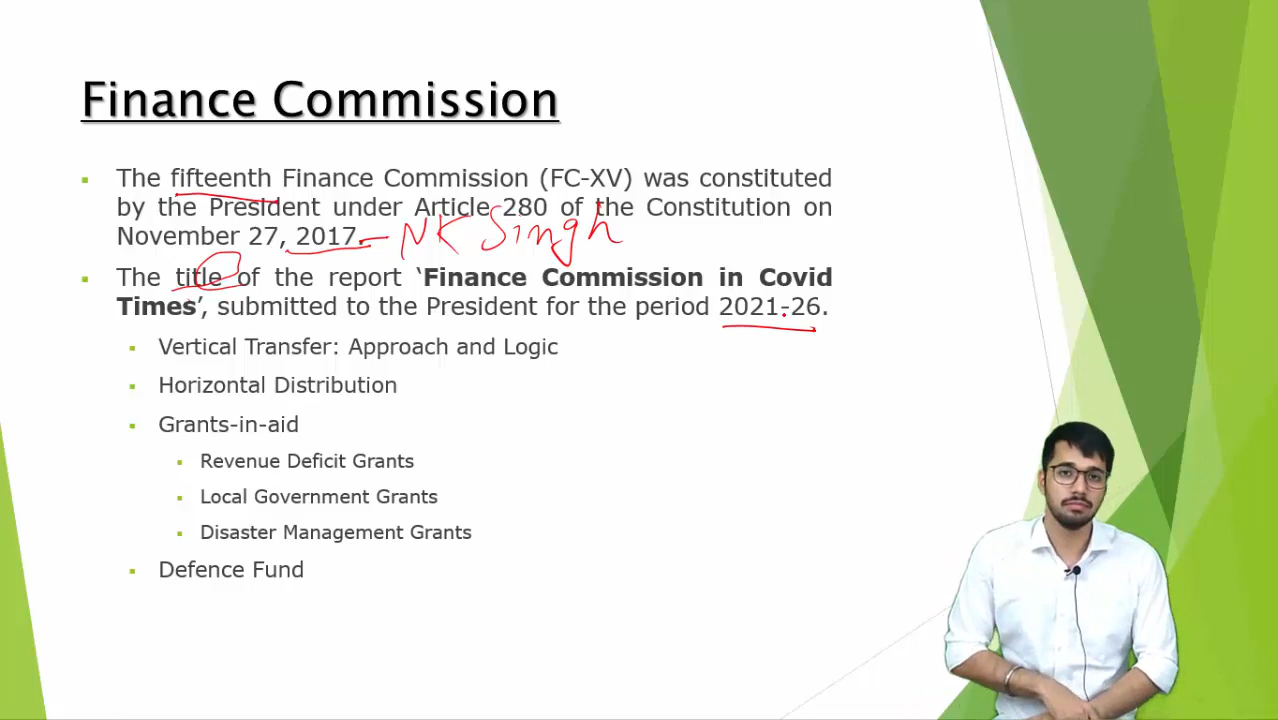 Finance Commission
The fifteenth Finance Commission (FC-XV) was constituted
by the President under Article 280 of the Constitution on
November 27, 2017. - NK Singh
The title of the report ‘Finance Commission in Covid
Times’, submitted to the President for the period 2021-26.
Vertical Transfer: Approach and Logic
Horizontal Distribution
Grants-in-aid
Revenue Deficit Grants
Local Government Grants
Disaster Management Grants
Defence Fund